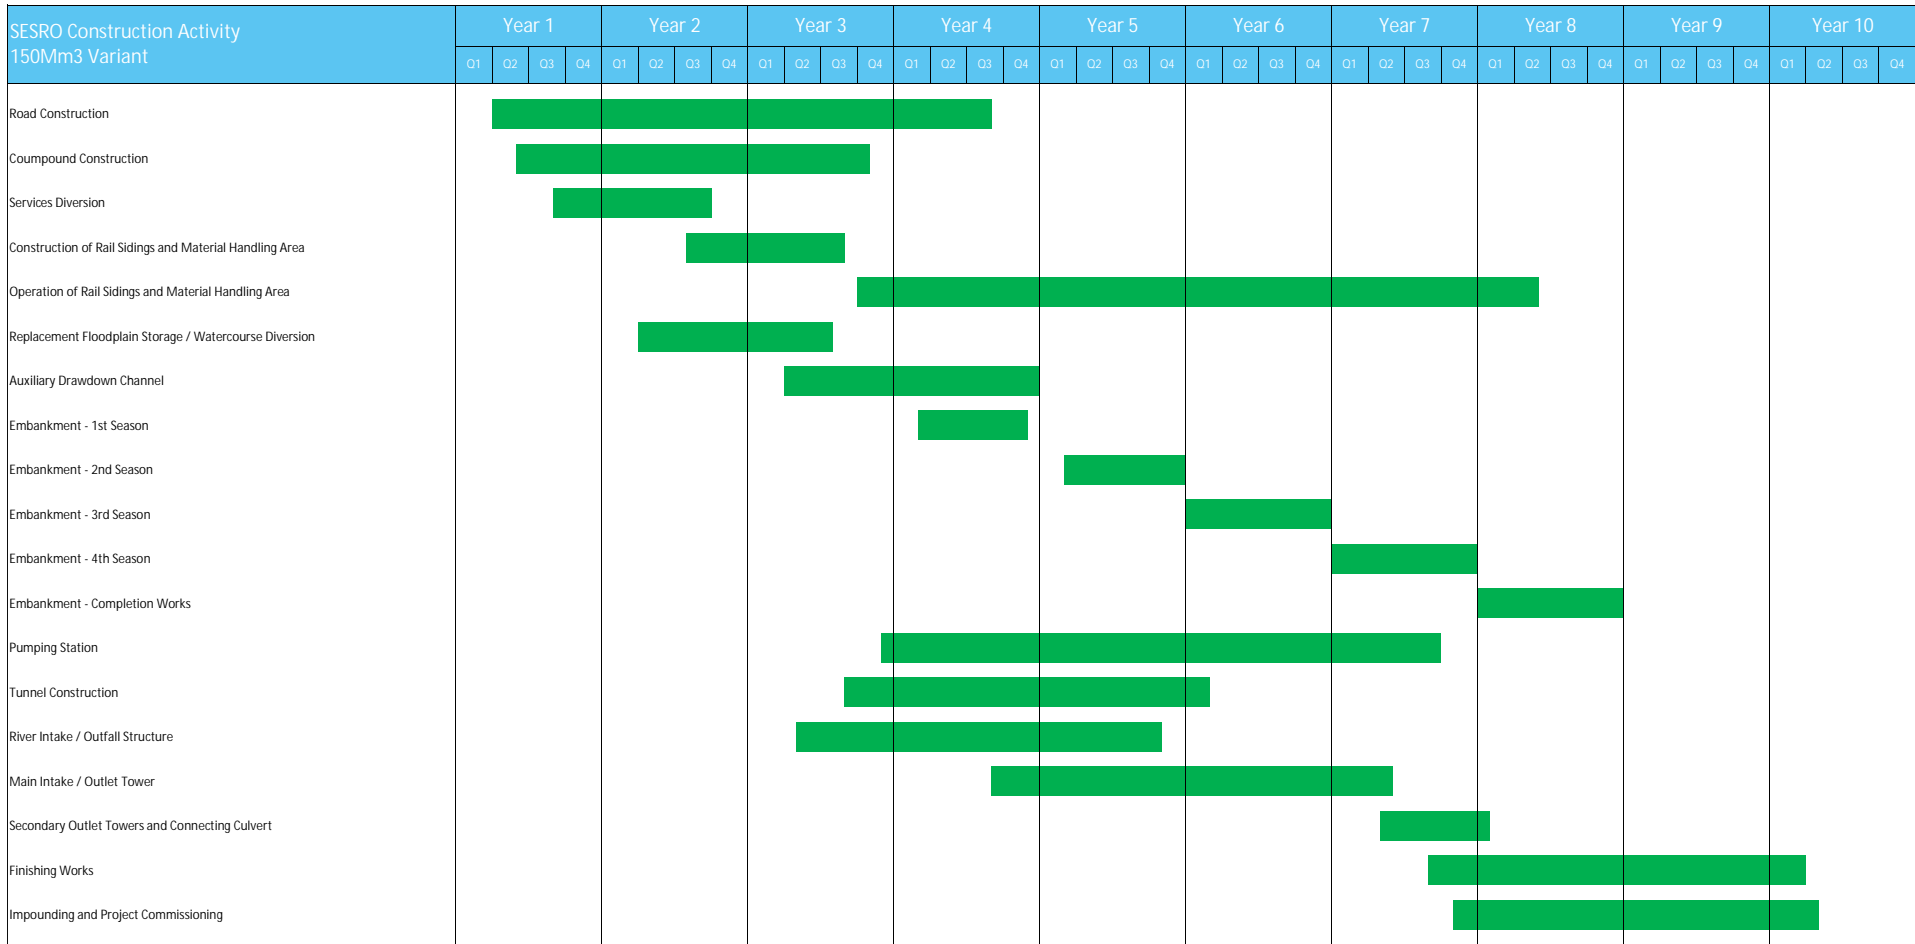 SESRO Construction Activity
150Mm3 Variant
Year 1 Year 2 Year 3 Year 4 Year 5 Year 6 Year 7 Year 8 Year 9 Year 10
Q1 Q2 Q3 Q4 Q1 Q2 Q3 Q4 Q1 Q2 Q3 Q4 Q1 Q2 Q3 Q4 Q1 Q2 Q3 Q4 Q1 Q2 Q3 Q4 Q1 Q2 Q3 Q4 Q1 Q2 Q3 Q4 Q1 Q2 Q3 Q4 Q1 Q2 Q3 Q4
Road Construction
Coumpound Construction
Services Diversion
Construction of Rail Sidings and Material Handling Area
Operation of Rail Sidings and Material Handling Area
Replacement Floodplain Storage / Watercourse Diversion
Auxiliary Drawdown Channel
Embankment - 1st Season
Embankment - 2nd Season
Embankment - 3rd Season
Embankment - 4th Season
Embankment - Completion Works
Pumping Station
Tunnel Construction
River Intake / Outfall Structure
Main Intake / Outlet Tower
Secondary Outlet Towers and Connecting Culvert
Finishing Works
Impounding and Project Commissioning